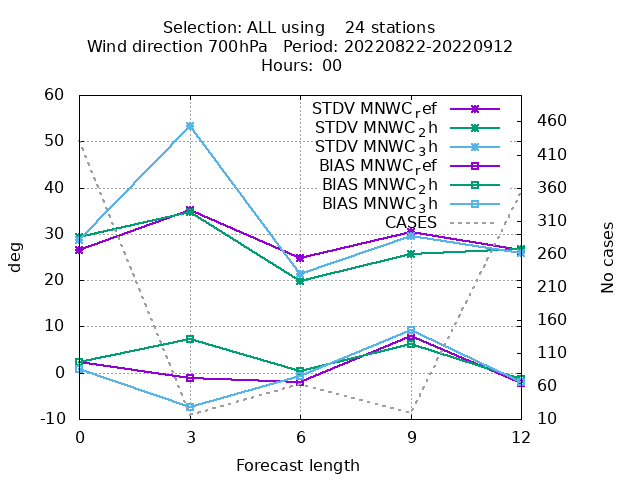 Selection: ALL using    24 stations
Wind direction 700hPa   Period: 20220822-20220912
Hours: 00
STDV MNWC_ref
STDV MNWC_2h
STDV MNWC_3h
BIAS MNWC_ref
BIAS MNWC_2h
BIAS MNWC_3h
CASES
60
50
40
30
20
10
0
-10
deg
460
410
360
310
260
210
160
110
60
10
No cases
0 3 6 9 12
Forecast length